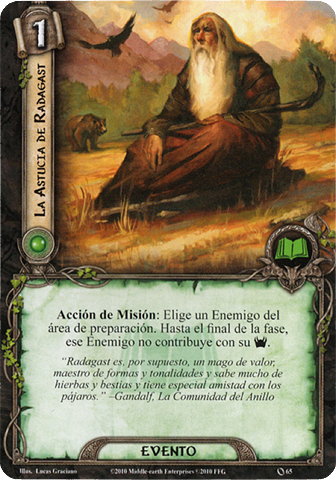 1
La Astucia de Radagast
Acción de Misión: Elige un Enemigo del
área de preparación. Hasta el final de la fase,
ese Enemigo no contribuye con su .
“Radagast es, por supuesto, un mago de valor,
maestro de formas y tonalidades y sabe mucho de
hierbas y bestias y tiene especial amistad con los
pájaros.” –Gandalf, La Comunidad del Anillo
EVENTO
Illus. Lucas Graciano
©2010 Middle-earth Enterprises ©2010 FFG
65